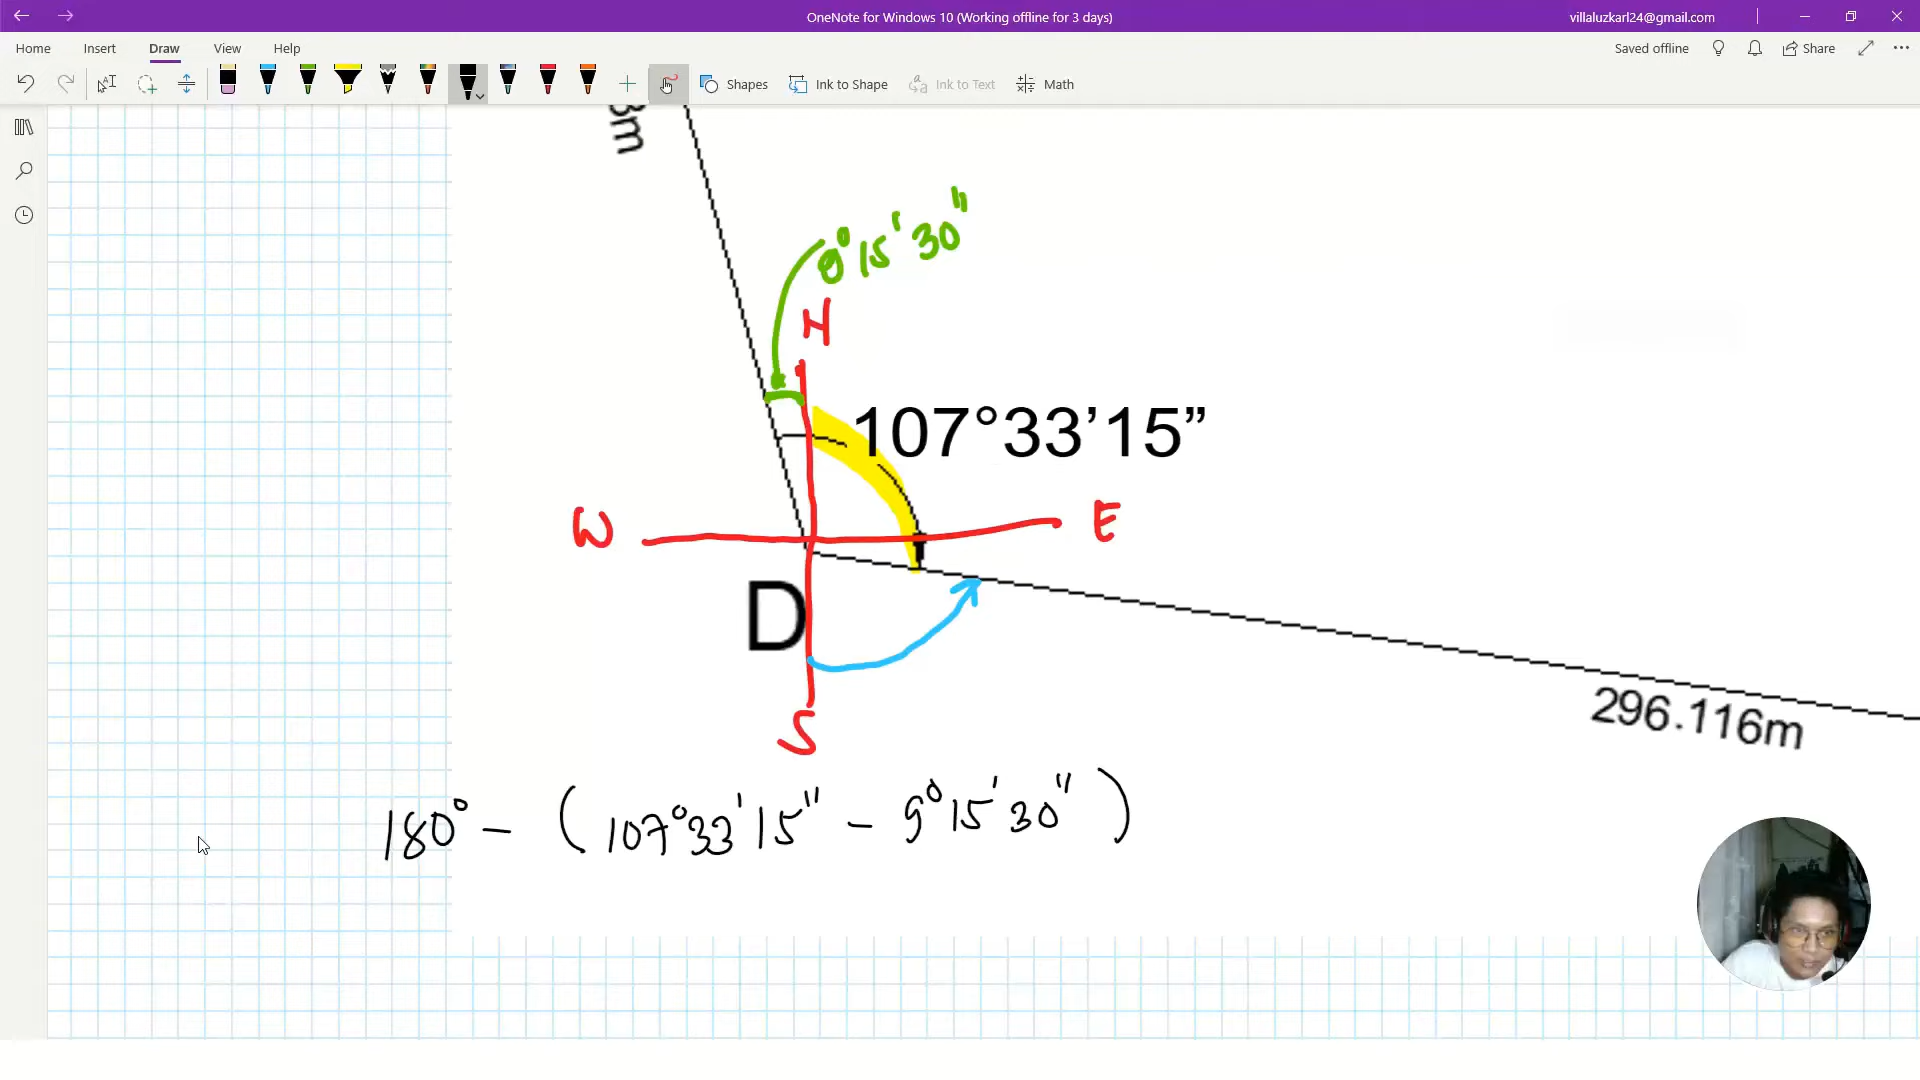 OneNote for Windows 10 (Working offline for 3 days)
villaluzkarl24@gmail.com
Home Insert Draw View Help
Saved offline Share
Shapes Ink to Shape Ink to Text Math
3m
9°15'30"
N
107°33’15”
W
E
D
S
296.116m
180° - (107°33'15" - 9°15'30")